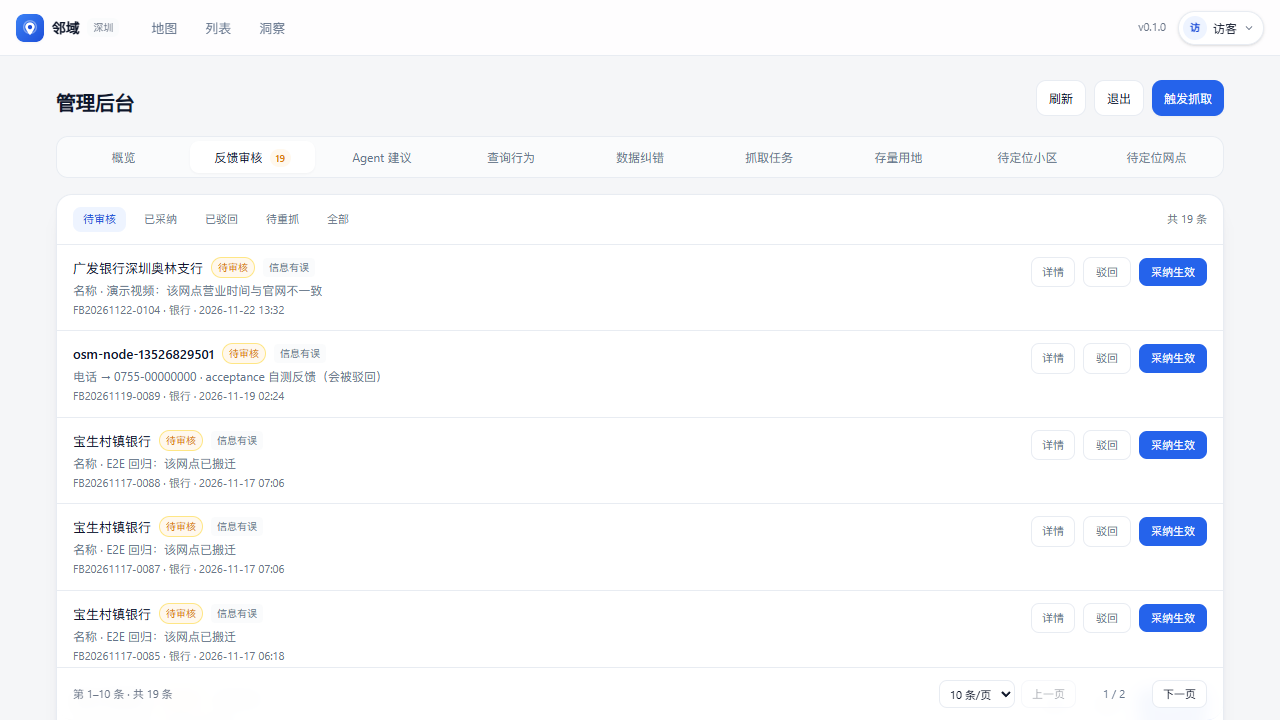 邻域 深圳 地图 列表 洞察 v0.1.0 访 访客
管理后台 刷新 退出 触发抓取
概览 反馈审核 19 Agent 建议 查询行为 数据纠错 抓取任务 存量用地 待定位小区 待定位网点
待审核 已采纳 已驳回 待重抓 全部 共 19 条
广发银行深圳奥林支行 待审核 信息有误 详情 驳回 采纳生效
名称 · 演示视频：该网点营业时间与官网不一致
FB20261122-0104 · 银行 · 2026-11-22 13:32
osm-node-13526829501 待审核 信息有误 详情 驳回 采纳生效
电话 → 0755-00000000 · acceptance 自测反馈（会被驳回）
FB20261119-0089 · 银行 · 2026-11-19 02:24
宝生村镇银行 待审核 信息有误 详情 驳回 采纳生效
名称 · E2E 回归：该网点已搬迁
FB20261117-0088 · 银行 · 2026-11-17 07:06
宝生村镇银行 待审核 信息有误 详情 驳回 采纳生效
名称 · E2E 回归：该网点已搬迁
FB20261117-0087 · 银行 · 2026-11-17 07:06
宝生村镇银行 待审核 信息有误 详情 驳回 采纳生效
名称 · E2E 回归：该网点已搬迁
FB20261117-0085 · 银行 · 2026-11-17 06:18
第 1–10 条 · 共 19 条 10 条/页 上一页 1 / 2 下一页